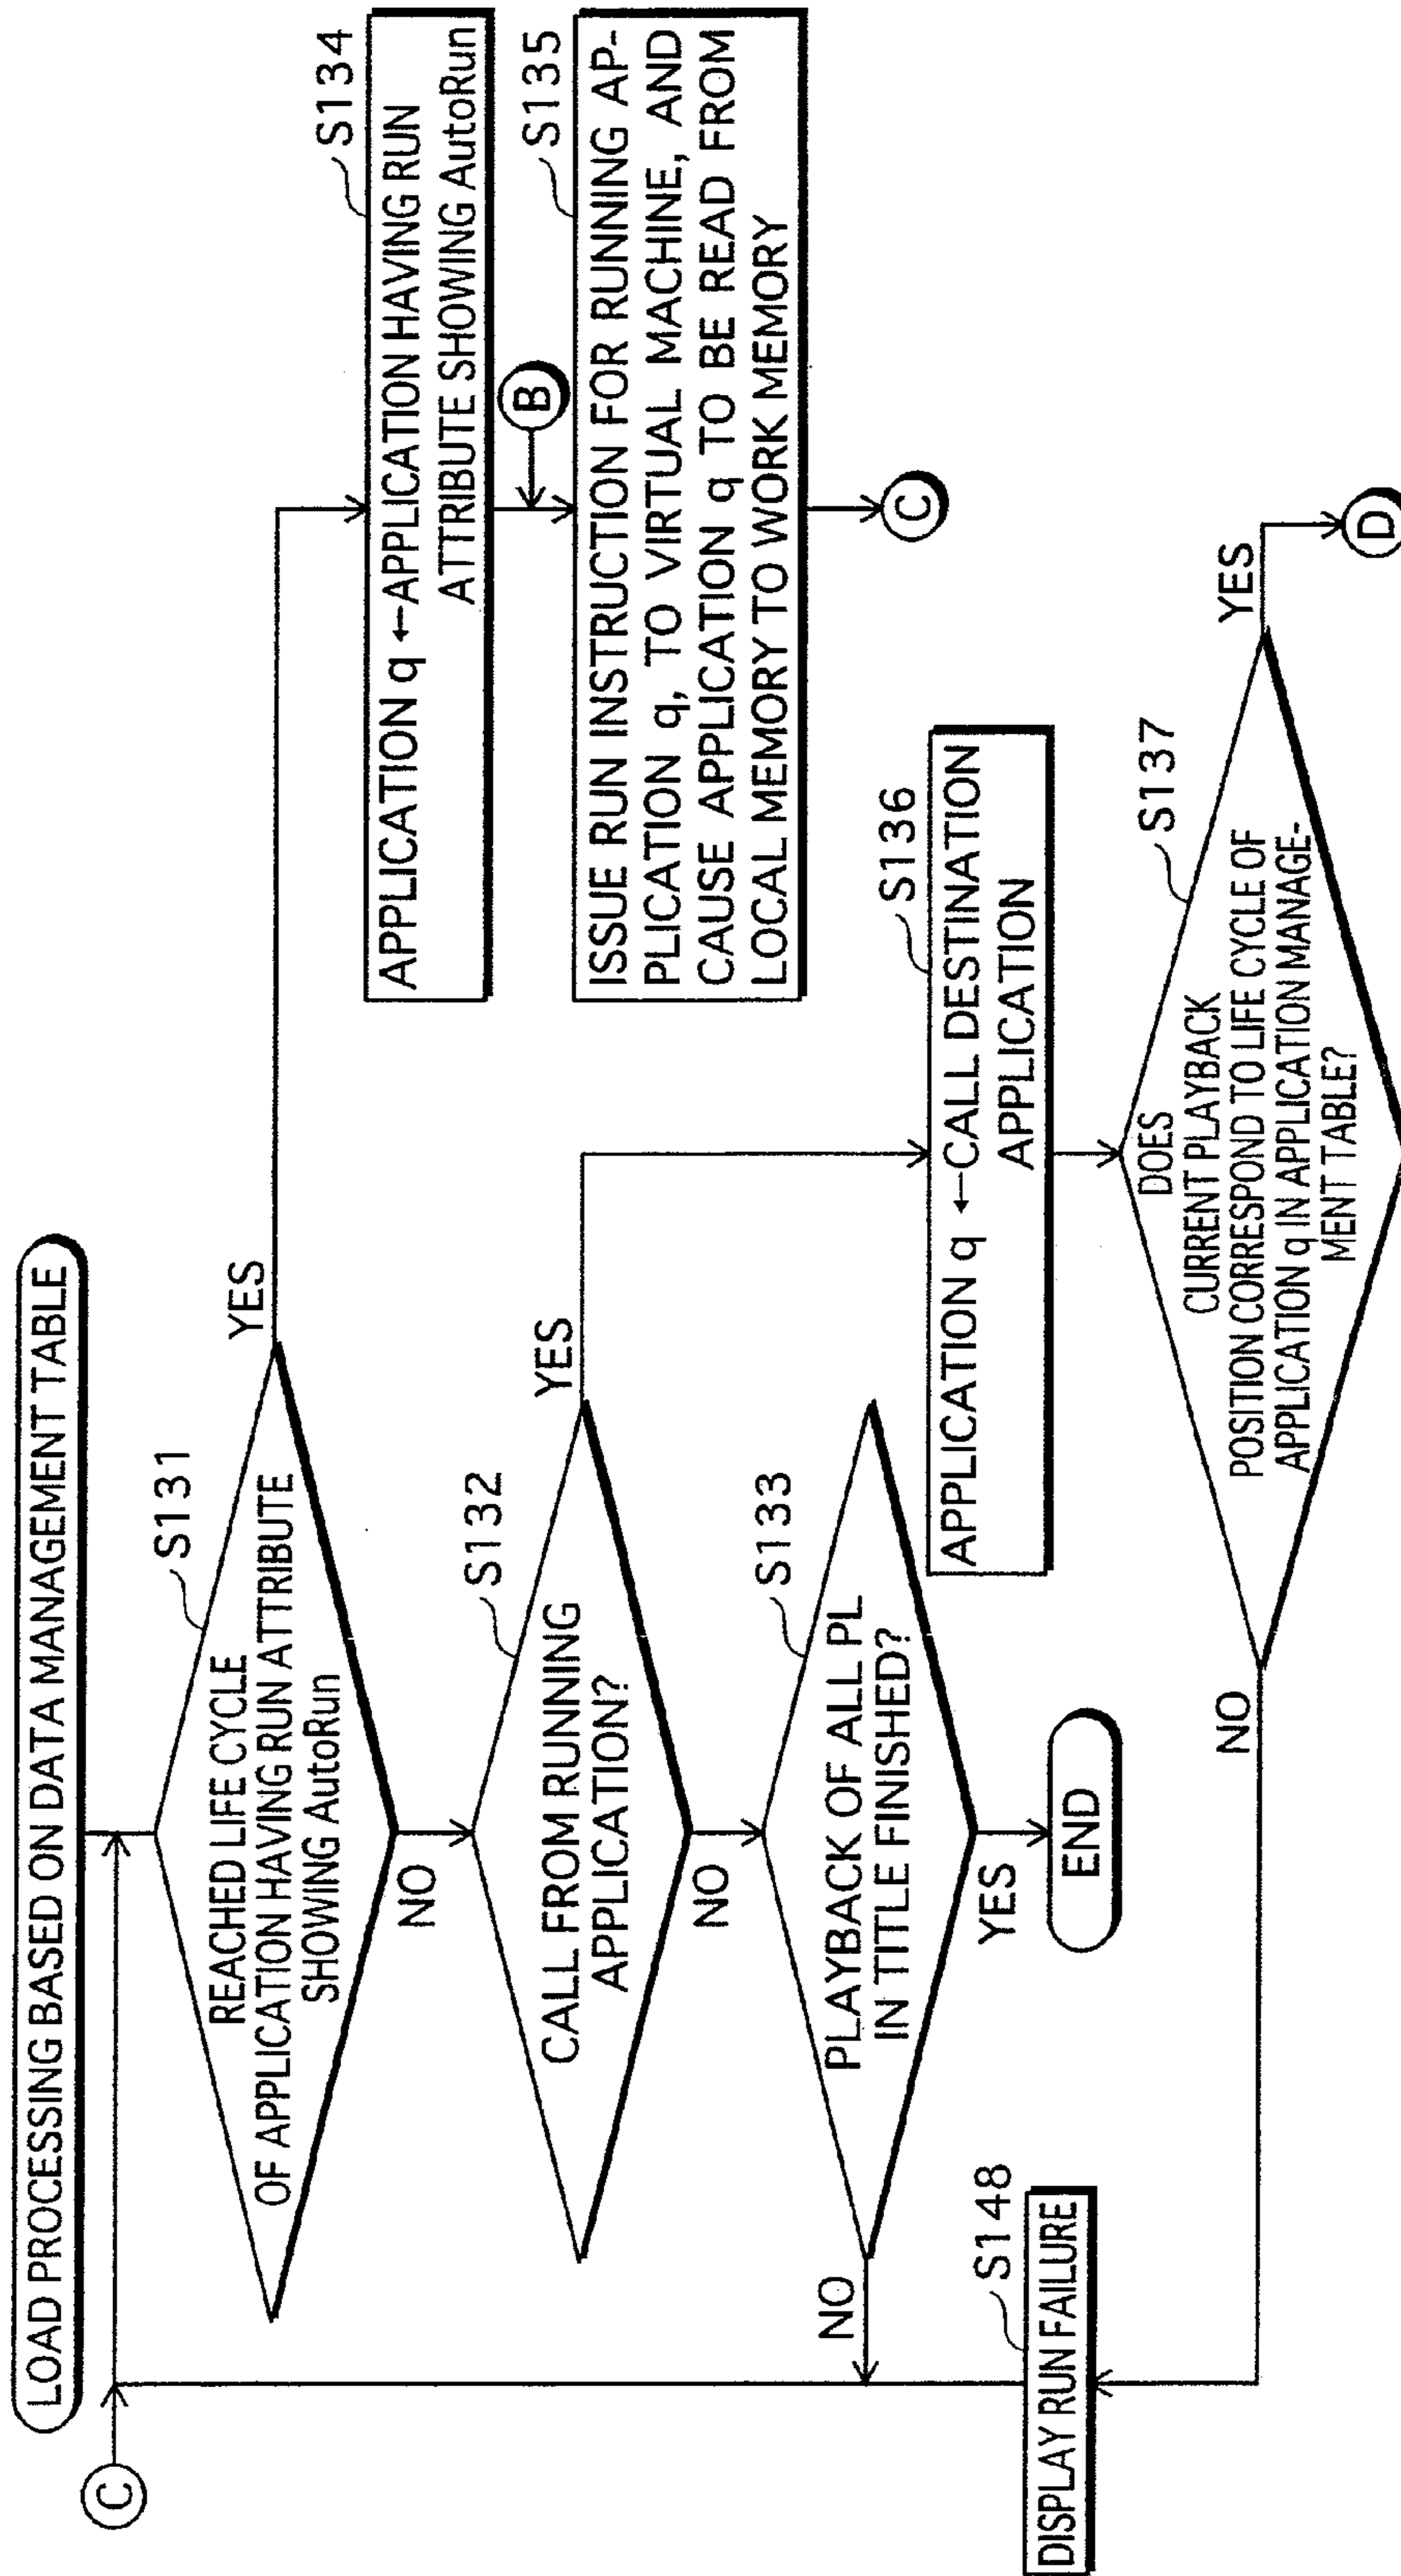 LOAD PROCESSING BASED ON DATA MANAGEMENT TABLE
C
S131
REACHED LIFE CYCLE
OF APPLICATION HAVING RUN ATTRIBUTE
SHOWING AutoRun
YES
NO
S132
CALL FROM RUNNING
APPLICATION?
YES
NO
S133
PLAYBACK OF ALL PL
IN TITLE FINISHED?
NO
YES
END
S134
APPLICATION q ←APPLICATION HAVING RUN
ATTRIBUTE SHOWING AutoRun
B
S135
ISSUE RUN INSTRUCTION FOR RUNNING AP-
PLICATION q, TO VIRTUAL MACHINE, AND
CAUSE APPLICATION q TO BE READ FROM
LOCAL MEMORY TO WORK MEMORY
C
S136
APPLICATION q ←CALL DESTINATION
APPLICATION
S137
DOES
CURRENT PLAYBACK
POSITION CORRESPOND TO LIFE CYCLE OF
APPLICATION q IN APPLICATION MANAGE-
MENT TABLE?
YES
D
NO
S148
DISPLAY RUN FAILURE